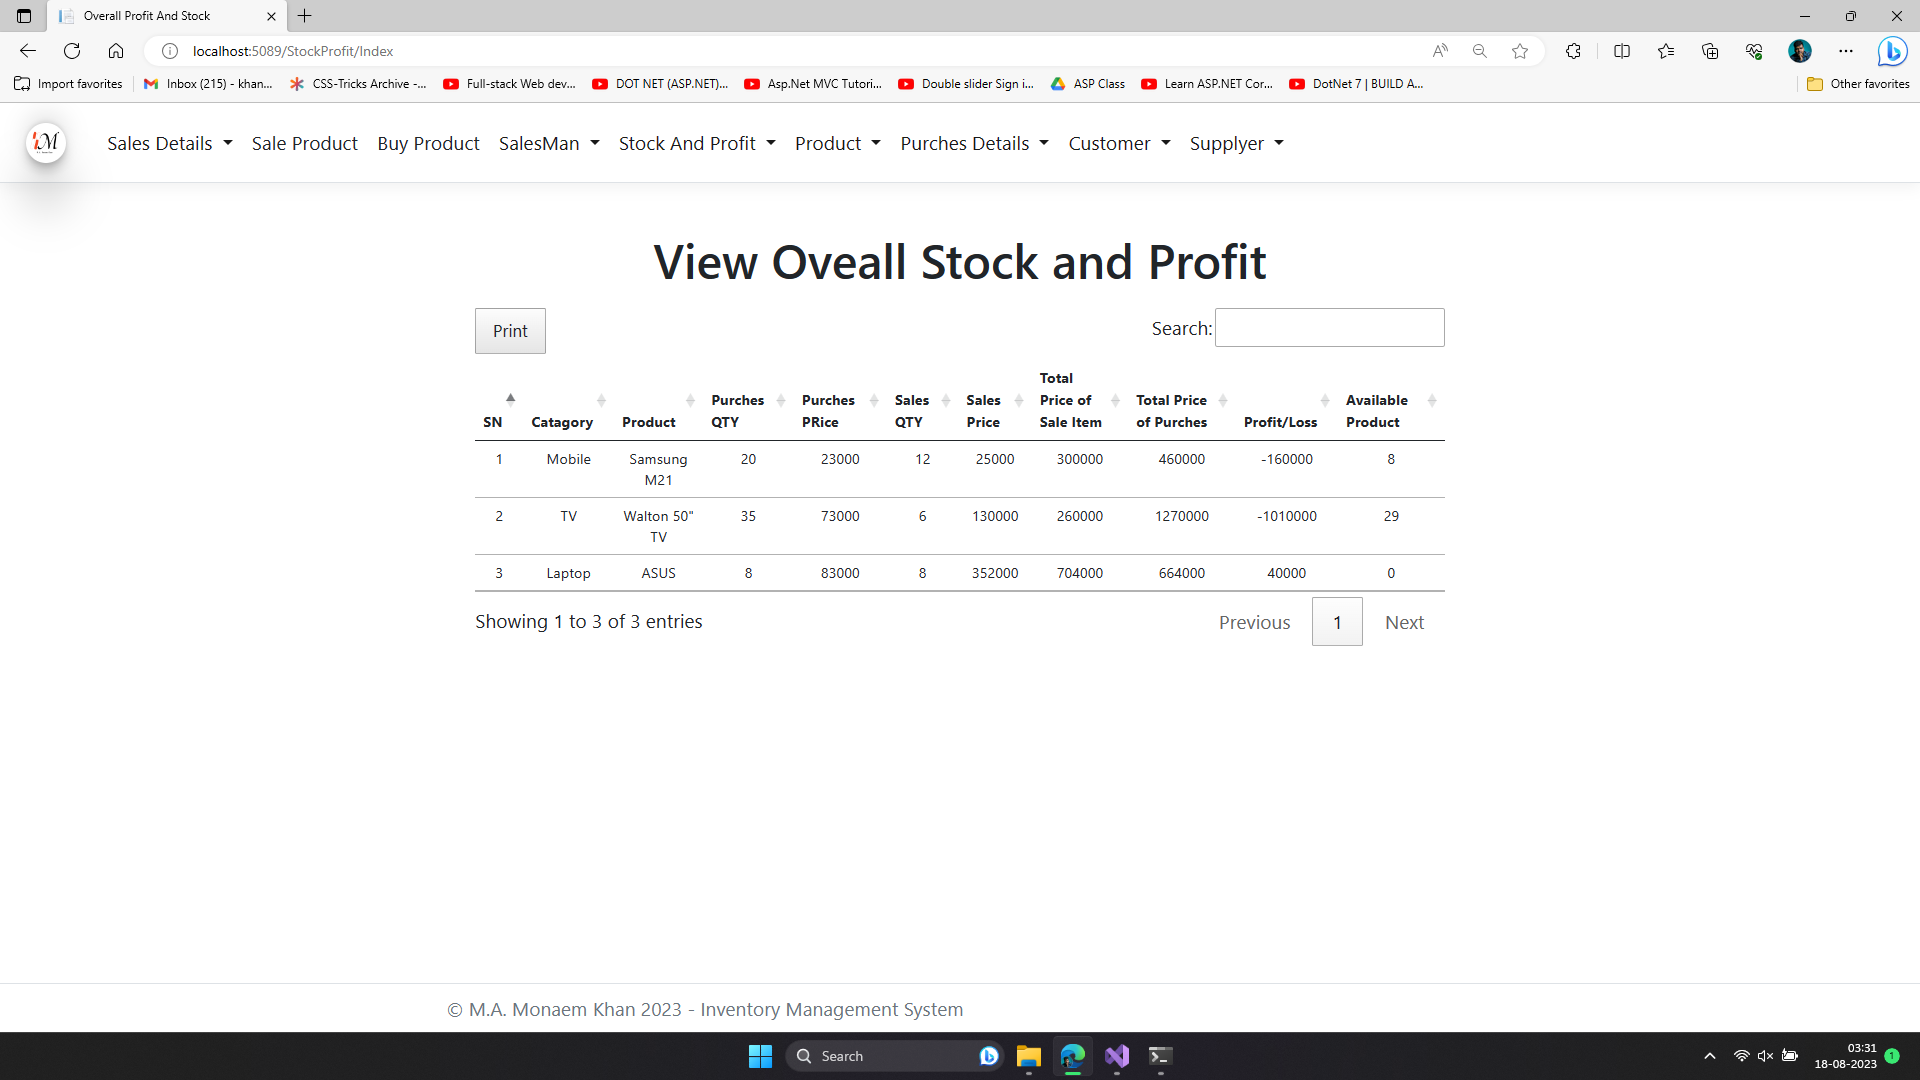 Overall Profit And Stock
localhost:5089/StockProfit/Index
Import favorites
Inbox (215) - khan...
CSS-Tricks Archive -...
Full-stack Web dev...
DOT NET (ASP.NET)...
Asp.Net MVC Tutori...
Double slider Sign i...
ASP Class
Learn ASP.NET Cor...
DotNet 7 | BUILD A...
Other favorites
Sales Details
Sale Product
Buy Product
SalesMan
Stock And Profit
Product
Purches Details
Customer
Supplyer
View Oveall Stock and Profit
Print
Search:
SN Catagory Product Purches QTY Purches PRice Sales QTY Sales Price Total Price of Sale Item Total Price of Purches Profit/Loss Available Product
1 Mobile Samsung M21 20 23000 12 25000 300000 460000 -160000 8
2 TV Walton 50" TV 35 73000 6 130000 260000 1270000 -1010000 29
3 Laptop ASUS 8 83000 8 352000 704000 664000 40000 0
Showing 1 to 3 of 3 entries
Previous 1 Next
© M.A. Monaem Khan 2023 - Inventory Management System
Search
03:31
18-08-2023
1